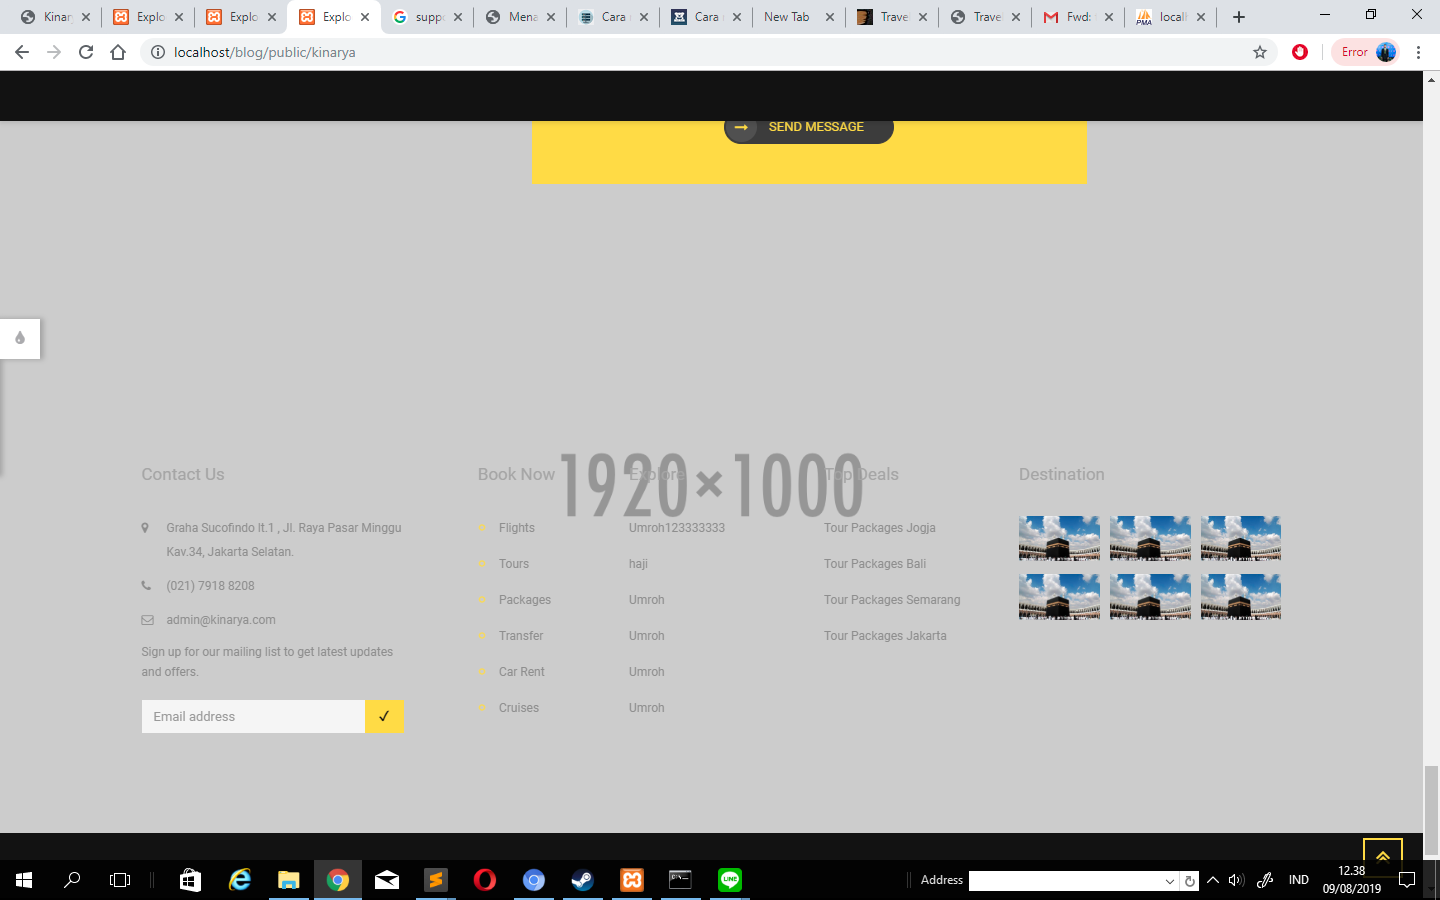 Kinar
Explo
Explo
Explo
suppo
Mena
Cara
Cara
New Tab
Trave
Trave
Fwd:
local
localhost/blog/public/kinarya
Error
SEND MESSAGE
1920×1000
Contact Us
Graha Sucofindo lt.1 , Jl. Raya Pasar Minggu
Kav.34, Jakarta Selatan.
(021) 7918 8208
admin@kinarya.com
Sign up for our mailing list to get latest updates
and offers.
Email address
Book Now
Flights
Tours
Packages
Transfer
Car Rent
Cruises
Explore
Umroh123333333
haji
Umroh
Umroh
Umroh
Umroh
Top Deals
Tour Packages Jogja
Tour Packages Bali
Tour Packages Semarang
Tour Packages Jakarta
Destination
Address
IND
12.38
09/08/2019